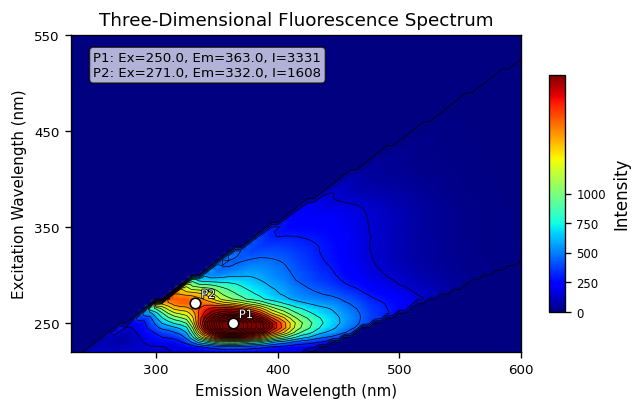 Three-Dimensional Fluorescence Spectrum
P1: Ex=250.0, Em=363.0, I=3331
P2: Ex=271.0, Em=332.0, I=1608
550
450
350
250
Excitation Wavelength (nm)
P2
P1
300
400
500
600
Emission Wavelength (nm)
1000
750
500
250
0
Intensity